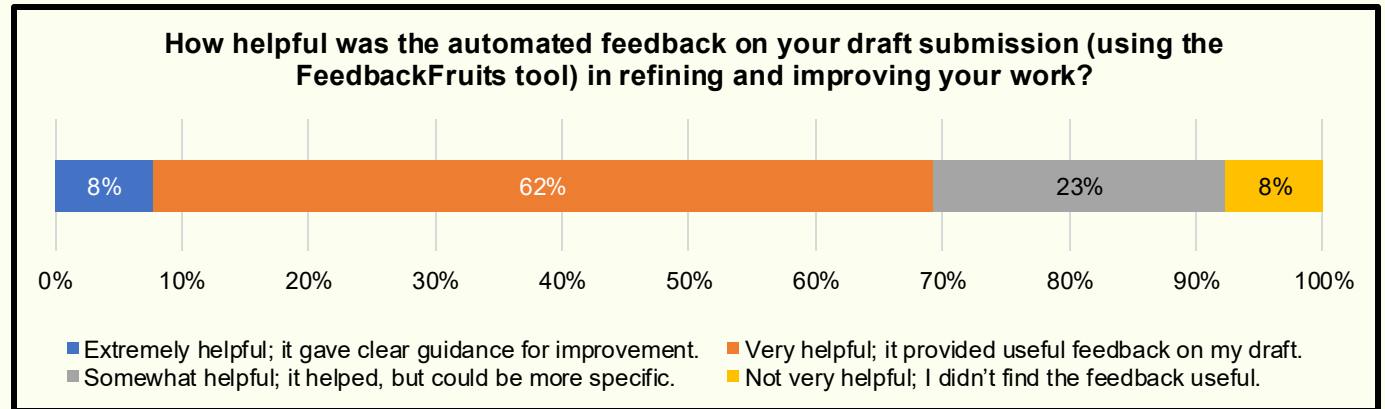 How helpful was the automated feedback on your draft submission (using the
FeedbackFruits tool) in refining and improving your work?
8% 62% 23% 8%
0% 10% 20% 30% 40% 50% 60% 70% 80% 90% 100%
Extremely helpful; it gave clear guidance for improvement. Very helpful; it provided useful feedback on my draft.
Somewhat helpful; it helped, but could be more specific. Not very helpful; I didn’t find the feedback useful.